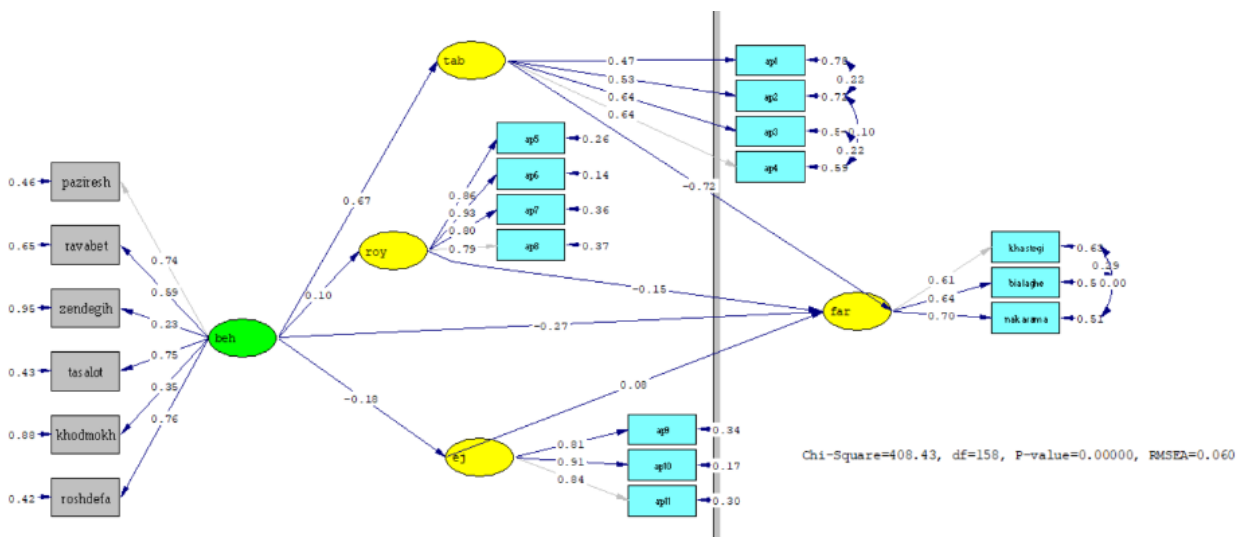 tab
0.47
0.53
0.64
0.64
ap1
0.22
ap2
0.72
ap3
0.10
0.22
ap4
0.59
-0.72
ap5
0.26
ap6
0.14
ap7
0.36
ap8
0.37
0.86
0.93
0.80
0.79
0.46
paziresh
0.65
ravabet
0.95
zendegih
0.43
tasalot
0.88
khodmokh
0.42
roshdefa
0.74
0.59
0.23
0.75
0.35
0.76
beh
0.67
roy
0.10
-0.15
-0.27
-0.18
0.08
far
0.61
0.64
0.70
khastegi
bialaghe
0.00
nakarama
0.51
ej
0.81
0.91
0.84
ap9
0.34
ap10
0.17
ap11
0.30
Chi-Square=408.43, df=158, P-value=0.00000, RMSEA=0.060